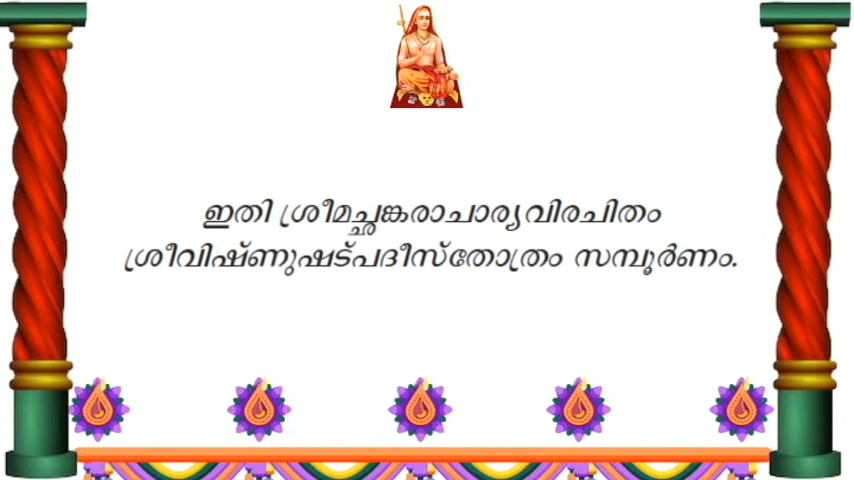 ഇതി ശ്രീമച്ഛങ്കരാചാര്യവിരചിതം
ശ്രീവിഷ്ണുഷട്പദീസ്തോത്രം സമ്പൂർണം.